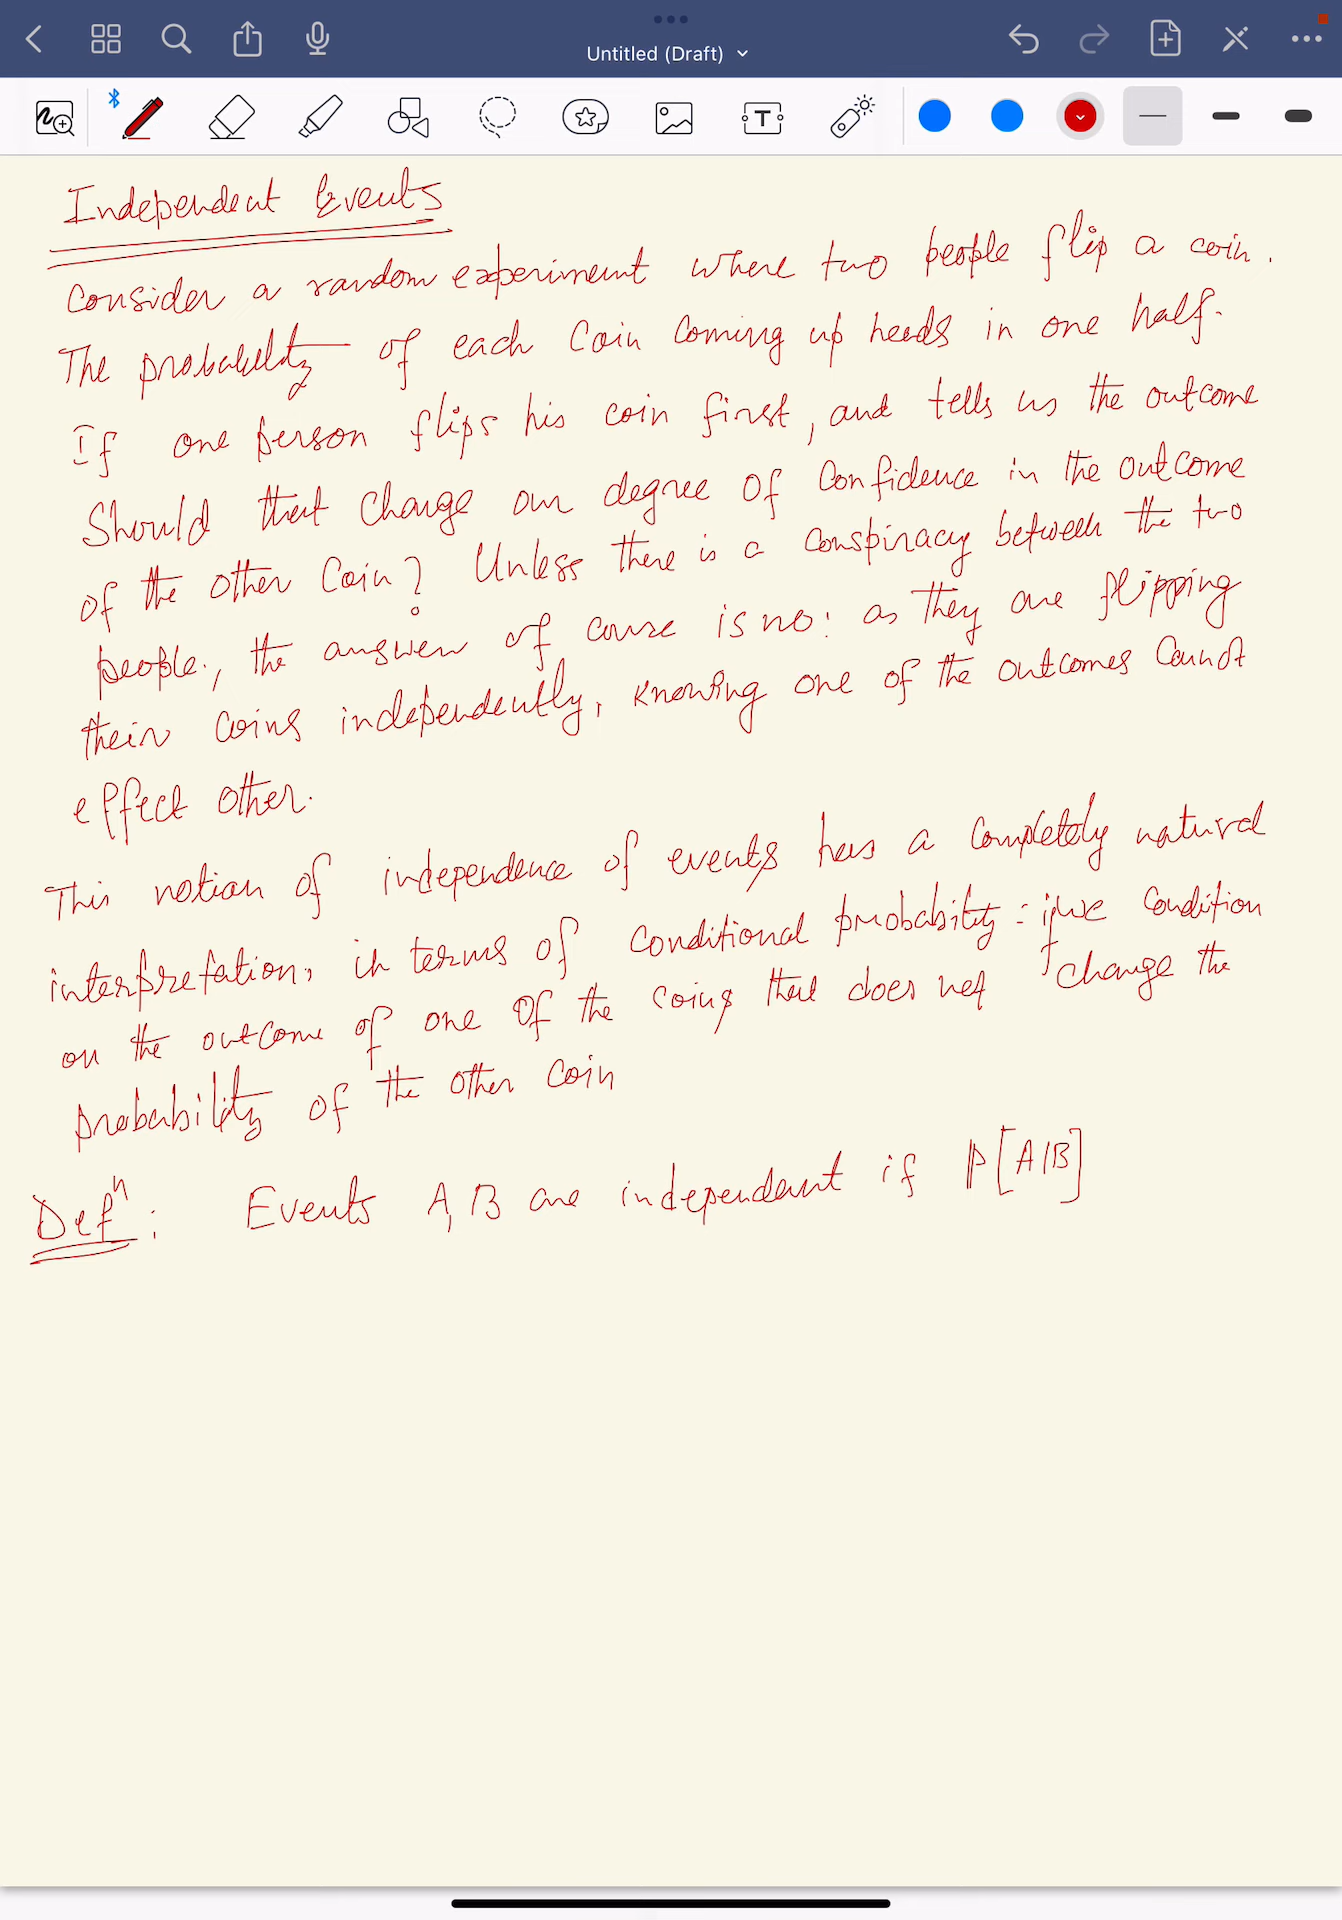 Untitled (Draft)
Independent Events
Consider a random experiment where two people flip a coin.
The probability of each Coin Coming up heads in one half.
If one person flips his coin first, and tells us the outcome
Should that change our degree of Confidence in the outcome
of the other Coin? Unless there is a conspiracy between the two
people, the answer of course is no: as they are flipping
their coins independently, knowing one of the outcomes Cannot
effect other.
This notion of independence of events has a Completely natural
interpretation, in terms of conditional probability: if we condition
on the outcome of one of the coins that does not change the
probability of the other coin
Defⁿ: Events A, B are independent if ℙ[A|B]